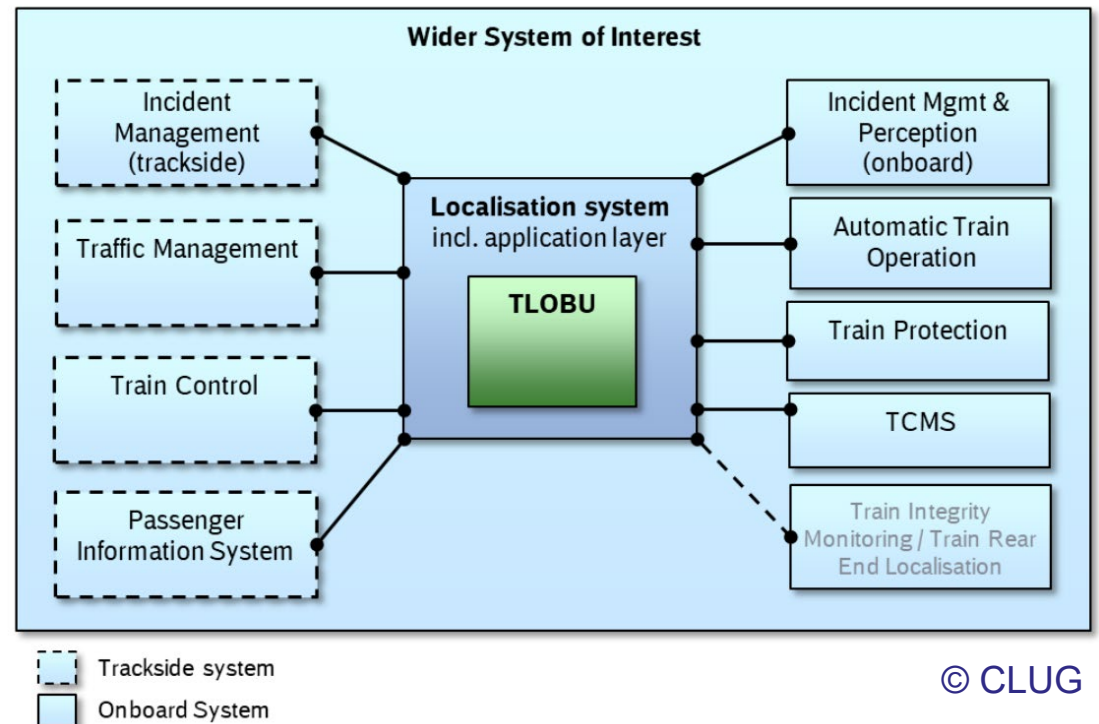 Wider System of Interest
Incident
Management
(trackside)
Traffic Management
Train Control
Passenger
Information System
Localisation system
incl. application layer
TLOBU
Incident Mgmt &
Perception
(onboard)
Automatic Train
Operation
Train Protection
TCMS
Train Integrity
Monitoring / Train Rear
End Localisation
Trackside system
Onboard System
© CLUG